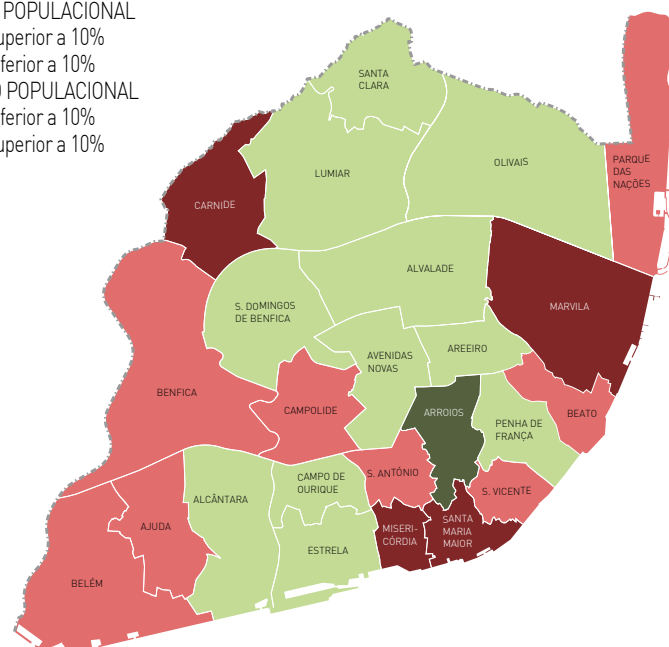 POPULACIONAL
uperior a 10%
ferior a 10%
POPULACIONAL
ferior a 10%
uperior a 10%
SANTA
CLARA
LUMIAR
OLIVAIS
PARQUE
DAS
NAÇÕES
CARNIDE
ALVALADE
S. DOMINGOS
DE BENFICA
MARVILA
AVENIDAS
NOVAS
AREEIRO
BENFICA
CAMPOLIDE
ARROIOS
BEATO
PENHA DE
FRANÇA
S. ANTÓNIO
CAMPO DE
OURIQUE
S. VICENTE
ALCÂNTARA
AJUDA
MISERI-
CÓRDIA
SANTA
MARIA
MAIOR
ESTRELA
BELÉM